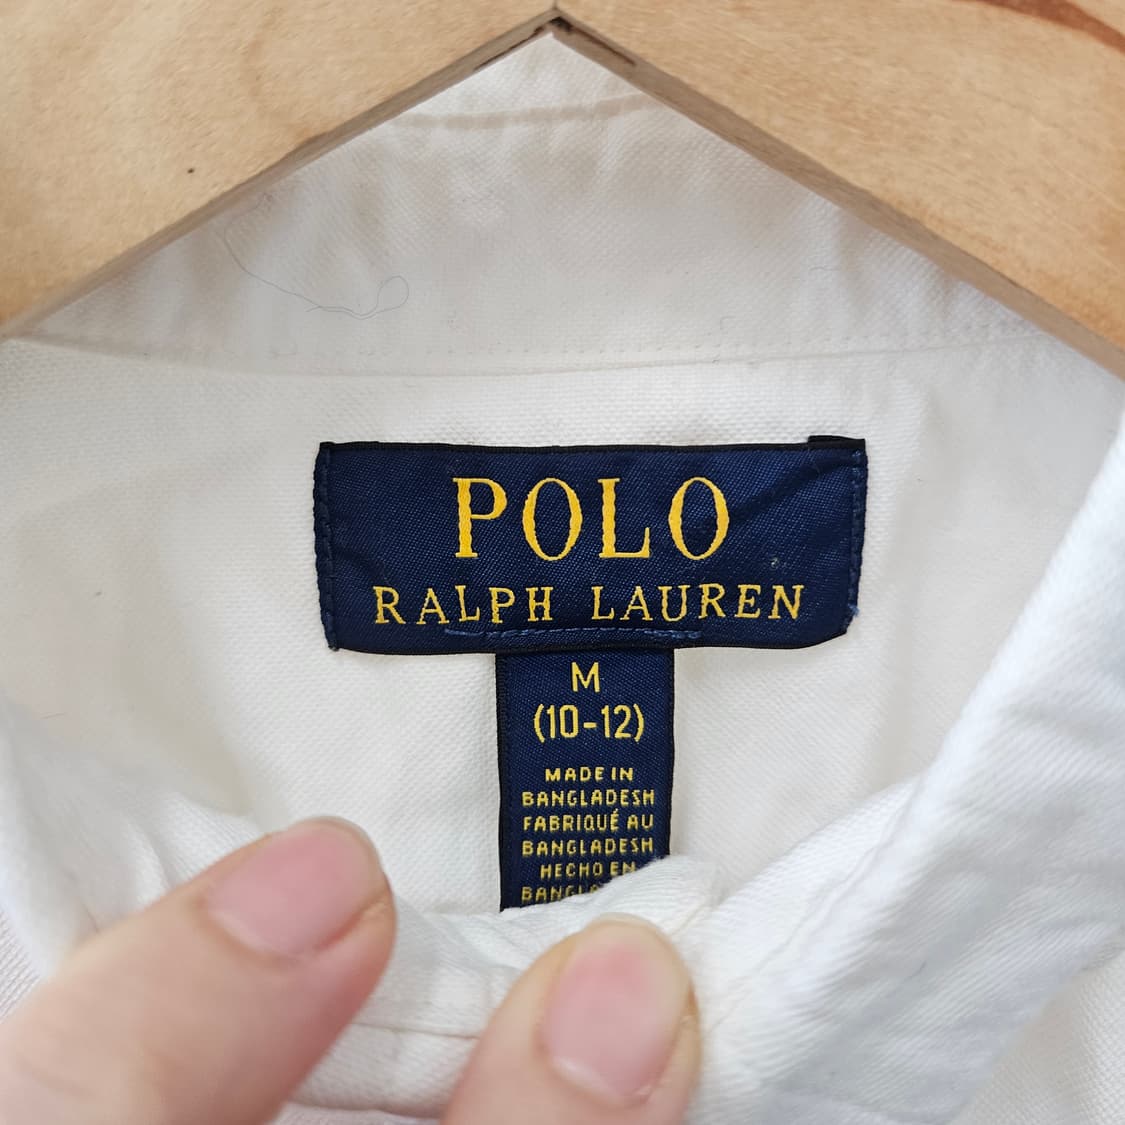 POLO
RALPH LAUREN
M
(10-12)
MADE IN
BANGLADESH
FABRIQUÉ AU
BANGLADESH
HECHO EN